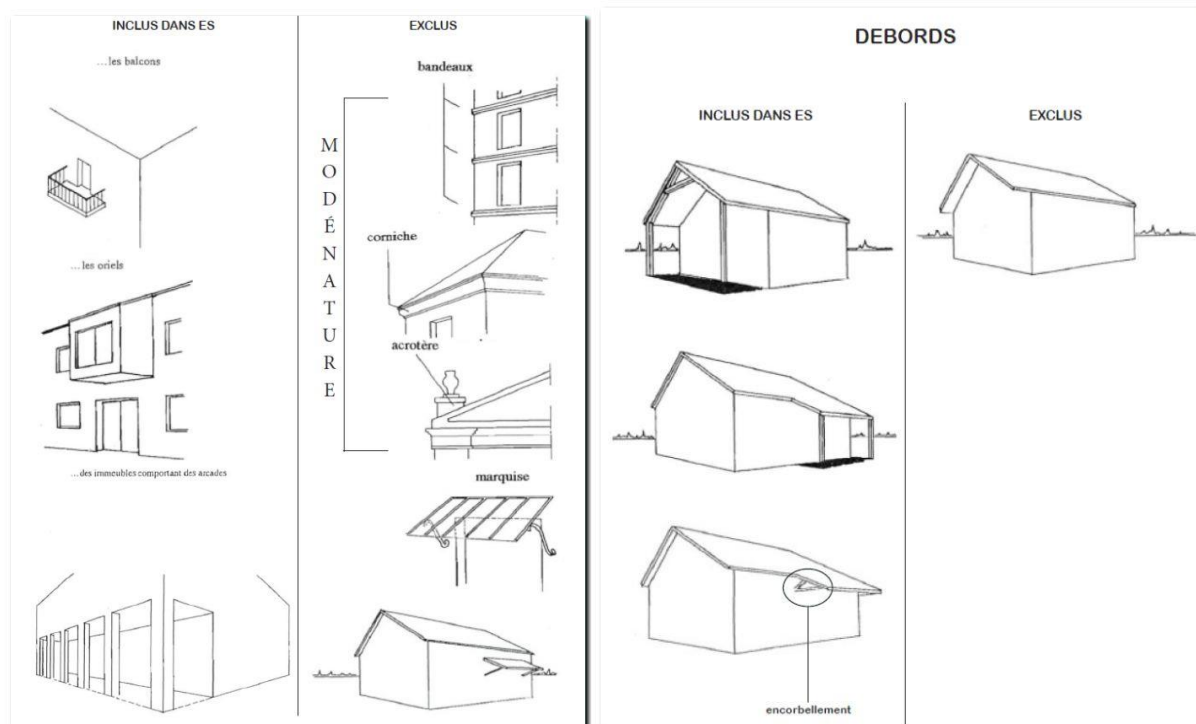 INCLUS DANS ES
EXCLUS
...les balcons
bandeaux
MODÉNATURE
corniche
...les oriels
acrotère
...des immeubles comportant des arcades
marquise
DEBORDS
INCLUS DANS ES
EXCLUS
encorbellement